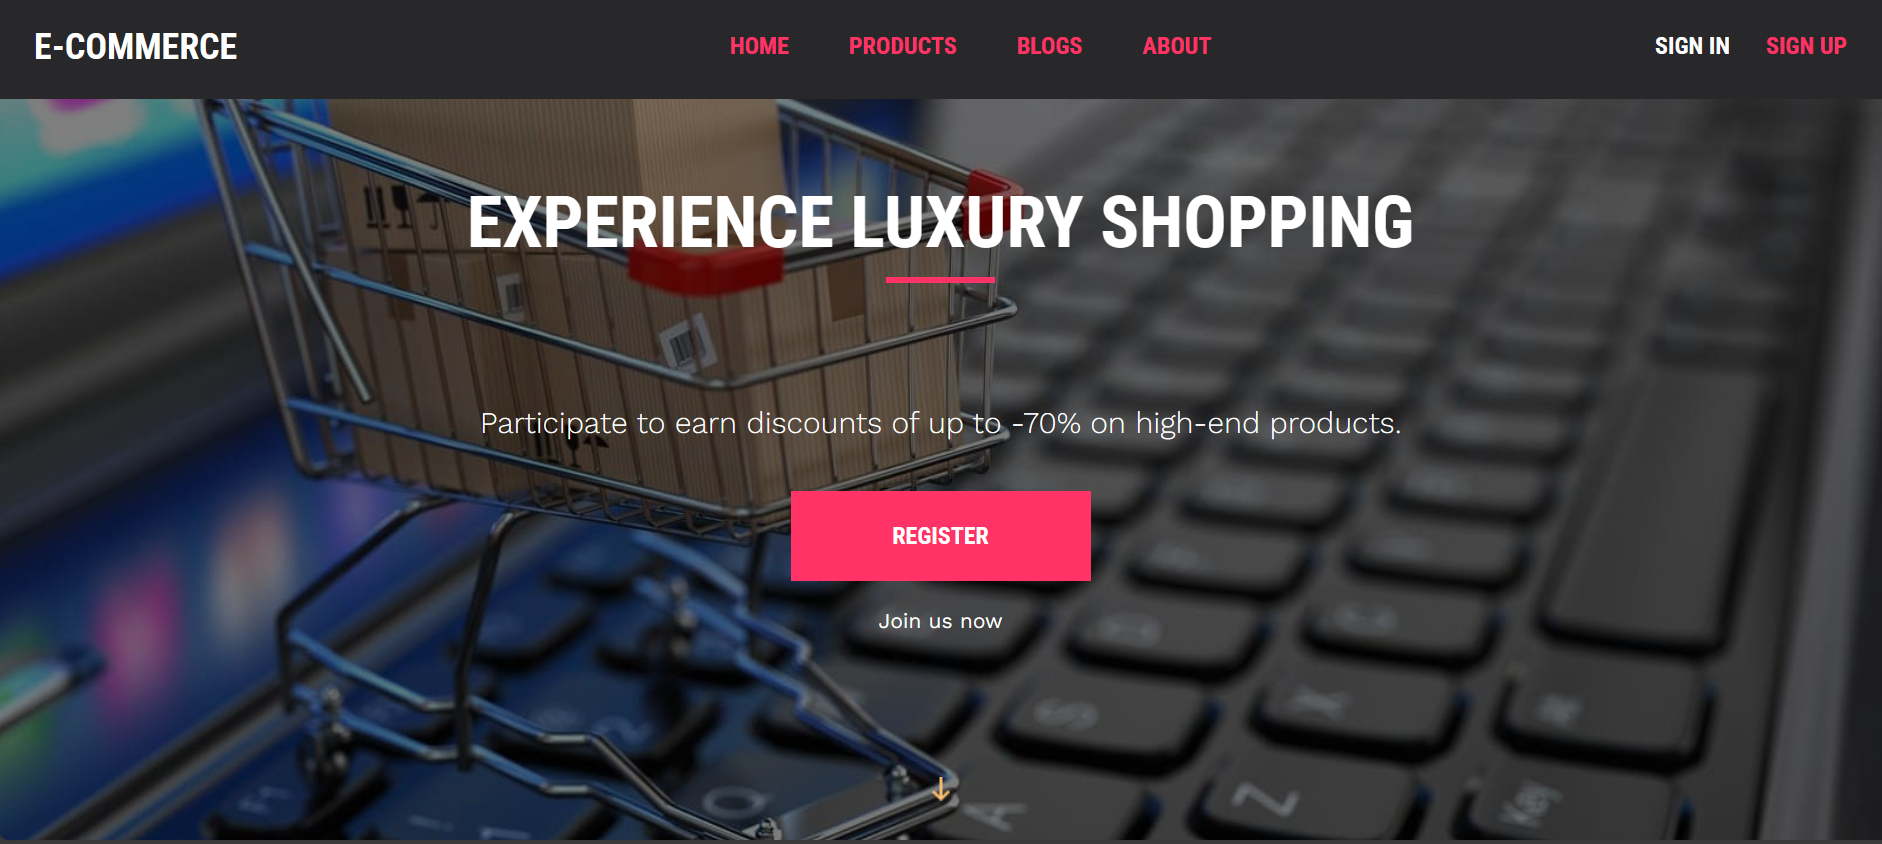 E-COMMERCE
HOME PRODUCTS BLOGS ABOUT
SIGN IN SIGN UP
EXPERIENCE LUXURY SHOPPING
Participate to earn discounts of up to -70% on high-end products.
REGISTER
Join us now
S
X
A
Z